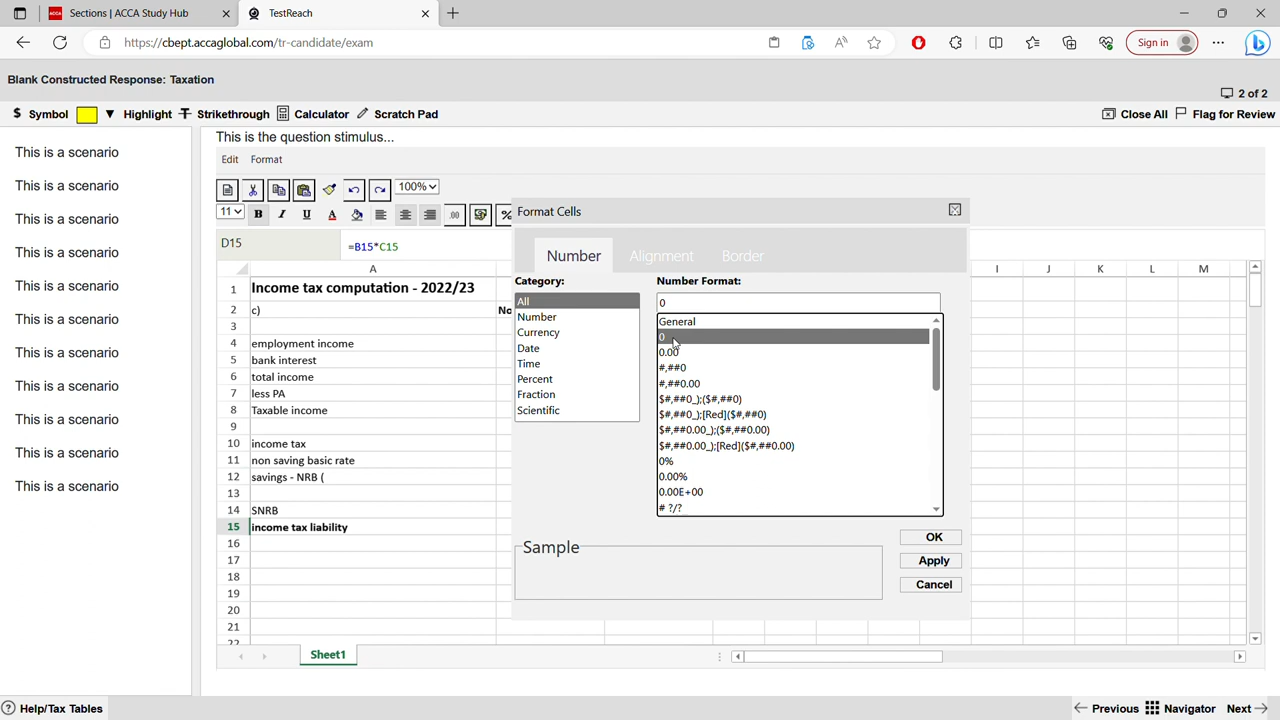 Sections | ACCA Study Hub
TestReach
https://cbept.accaglobal.com/tr-candidate/exam
Sign in
Blank Constructed Response: Taxation
2 of 2
$ Symbol Highlight Strikethrough Calculator Scratch Pad
Close All Flag for Review
This is the question stimulus...
This is a scenario
This is a scenario
This is a scenario
This is a scenario
This is a scenario
This is a scenario
This is a scenario
This is a scenario
This is a scenario
This is a scenario
This is a scenario
Edit Format
100%
11 B I U A .00 %
D15 =B15*C15
A I J K L M
1 Income tax computation - 2022/23
2 c) No
3
4 employment income
5 bank interest
6 total income
7 less PA
8 Taxable income
9
10 income tax
11 non saving basic rate
12 savings - NRB (
13
14 SNRB
15 income tax liability
16
17
18
19
20
21
22
Format Cells
Number Alignment Border
Category:
All
Number
Currency
Date
Time
Percent
Fraction
Scientific
Number Format:
0
General
0
0.00
#,##0
#,##0.00
$#,##0_);($#,##0)
$#,##0_);[Red]($#,##0)
$#,##0.00_);($#,##0.00)
$#,##0.00_);[Red]($#,##0.00)
0%
0.00%
0.00E+00
# ?/?
Sample
OK
Apply
Cancel
Sheet1
Help/Tax Tables
Previous Navigator Next